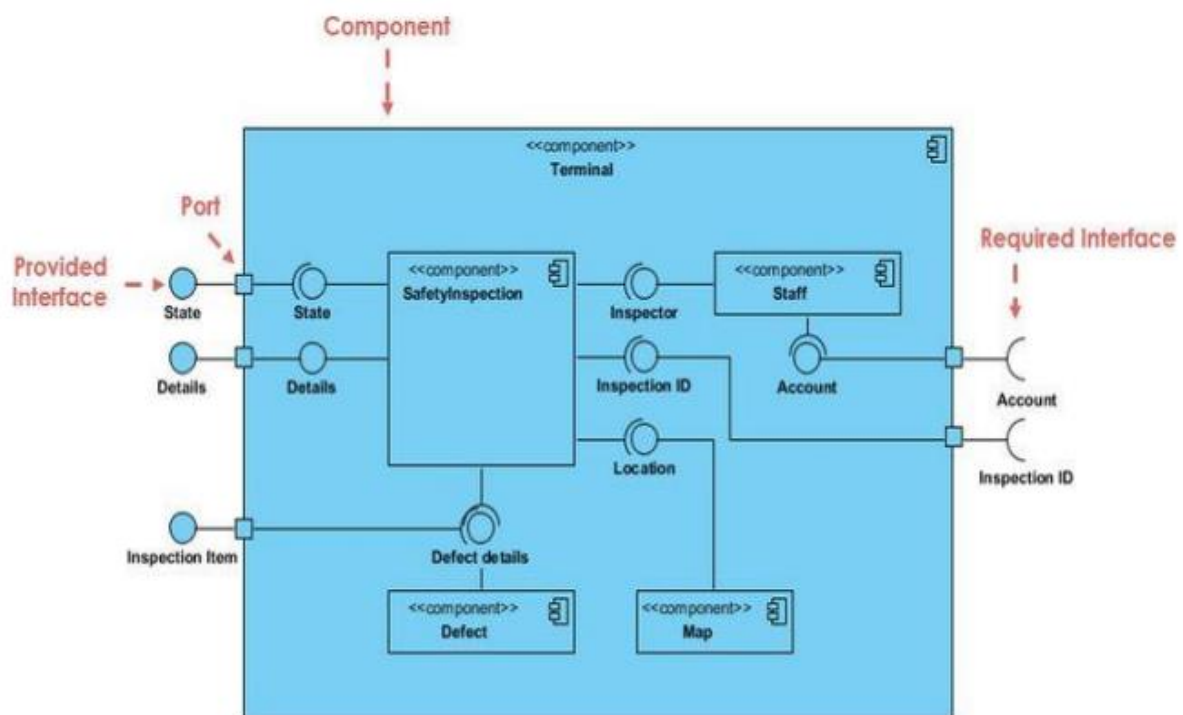 Component
<<component>>
Terminal
Port
Required Interface
Provided
Interface
<<component>>
SafetyInspection
<<component>>
Staff
State
State
Inspector
Details
Details
Inspection ID
Account
Account
Location
Inspection ID
Inspection Item
Defect details
<<component>>
Defect
<<component>>
Map